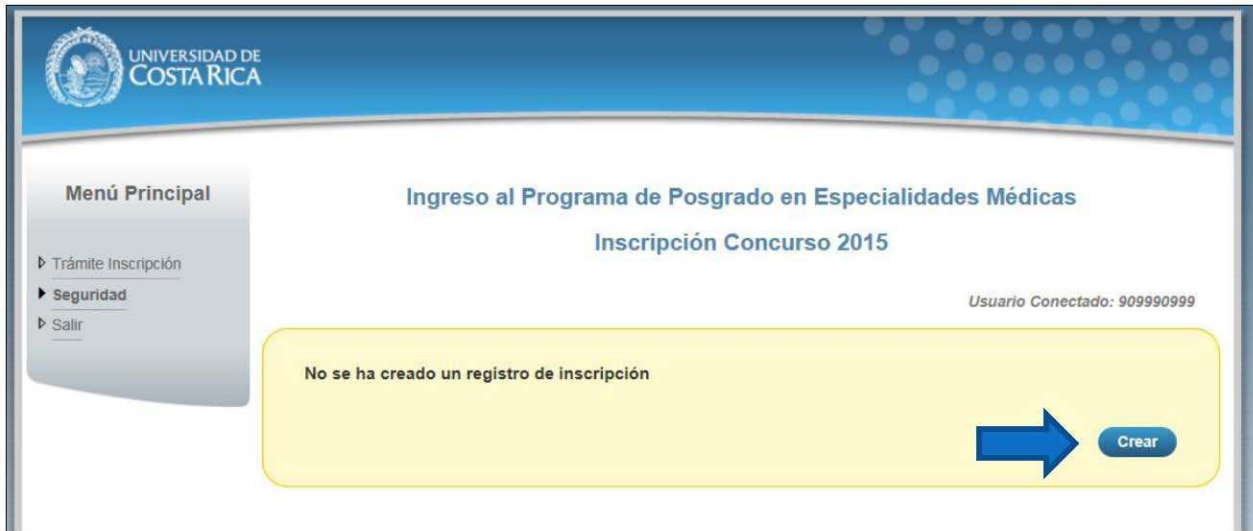 UNIVERSIDAD DE
COSTA RICA
Menú Principal
Trámite Inscripción
Seguridad
Salir
Ingreso al Programa de Posgrado en Especialidades Médicas
Inscripción Concurso 2015
Usuario Conectado: 909990999
No se ha creado un registro de inscripción
Crear